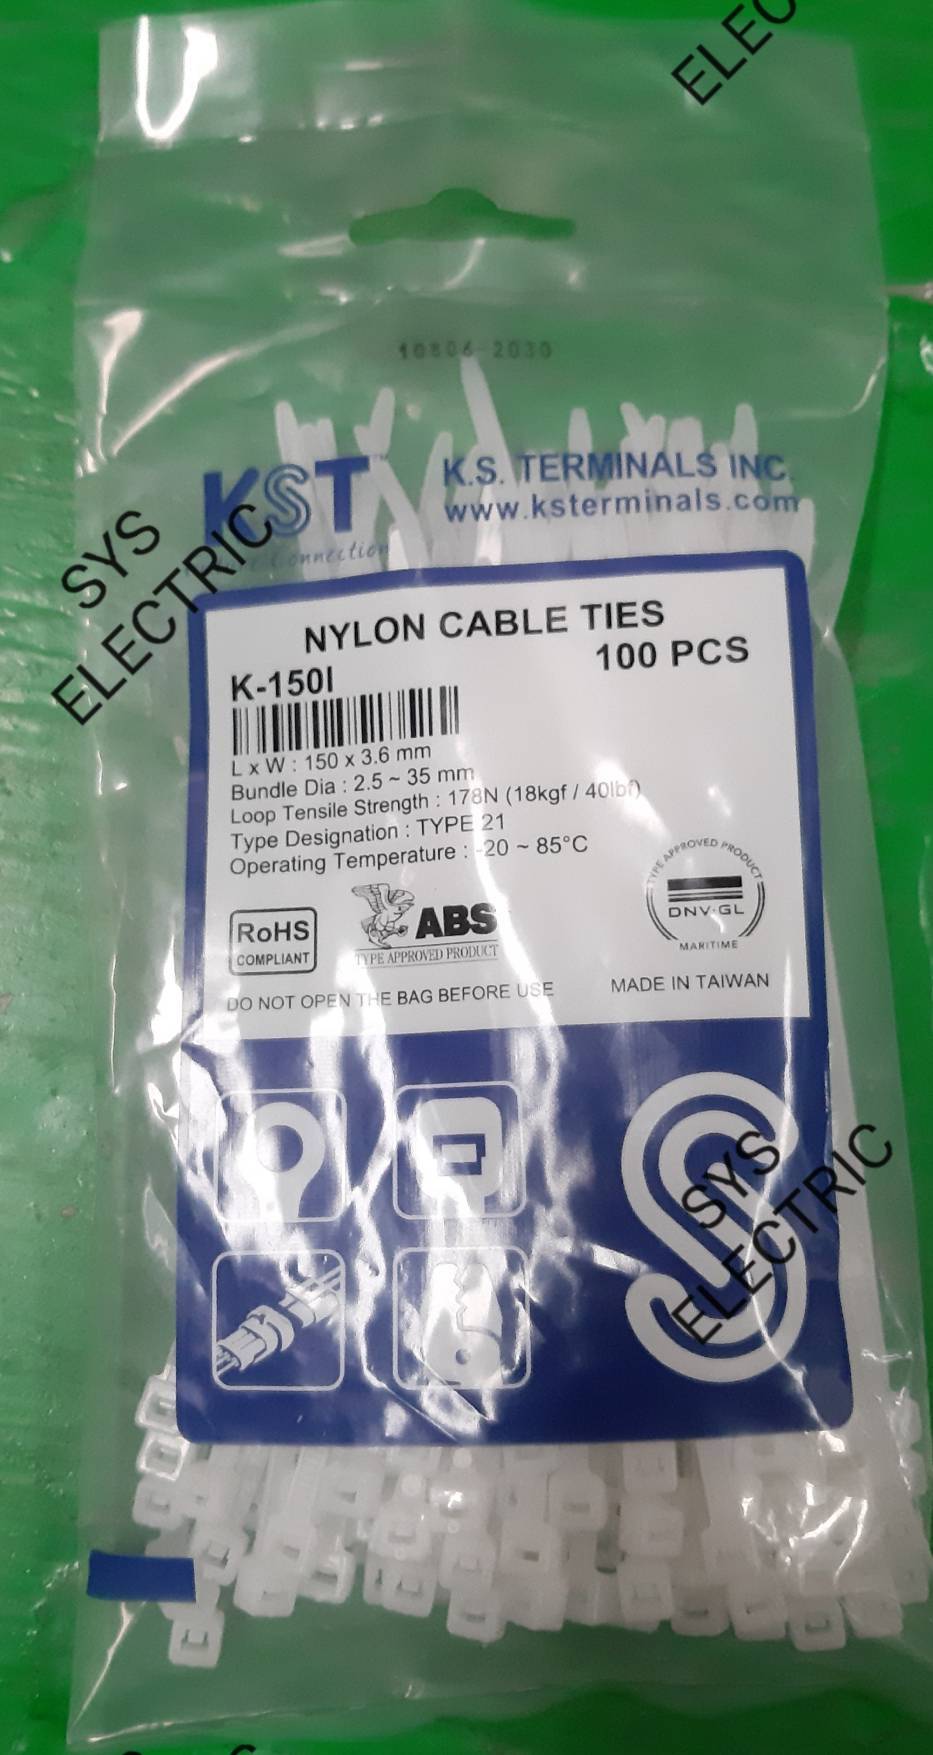 ELEC
10806-2030
KST™
K.S. TERMINALS INC.
www.ksterminals.com
Connection
SYS
ELECTRIC
NYLON CABLE TIES
100 PCS
K-150I
L x W : 150 x 3.6 mm
Bundle Dia : 2.5 ~ 35 mm
Loop Tensile Strength : 178N (18kgf / 40lbf)
Type Designation : TYPE 21
Operating Temperature : -20 ~ 85°C
RoHS
COMPLIANT
ABS
TYPE APPROVED PRODUCT
TYPE APPROVED PRODUCT
DNV·GL
MARITIME
DO NOT OPEN THE BAG BEFORE USE
MADE IN TAIWAN
SYS
ELECTRIC